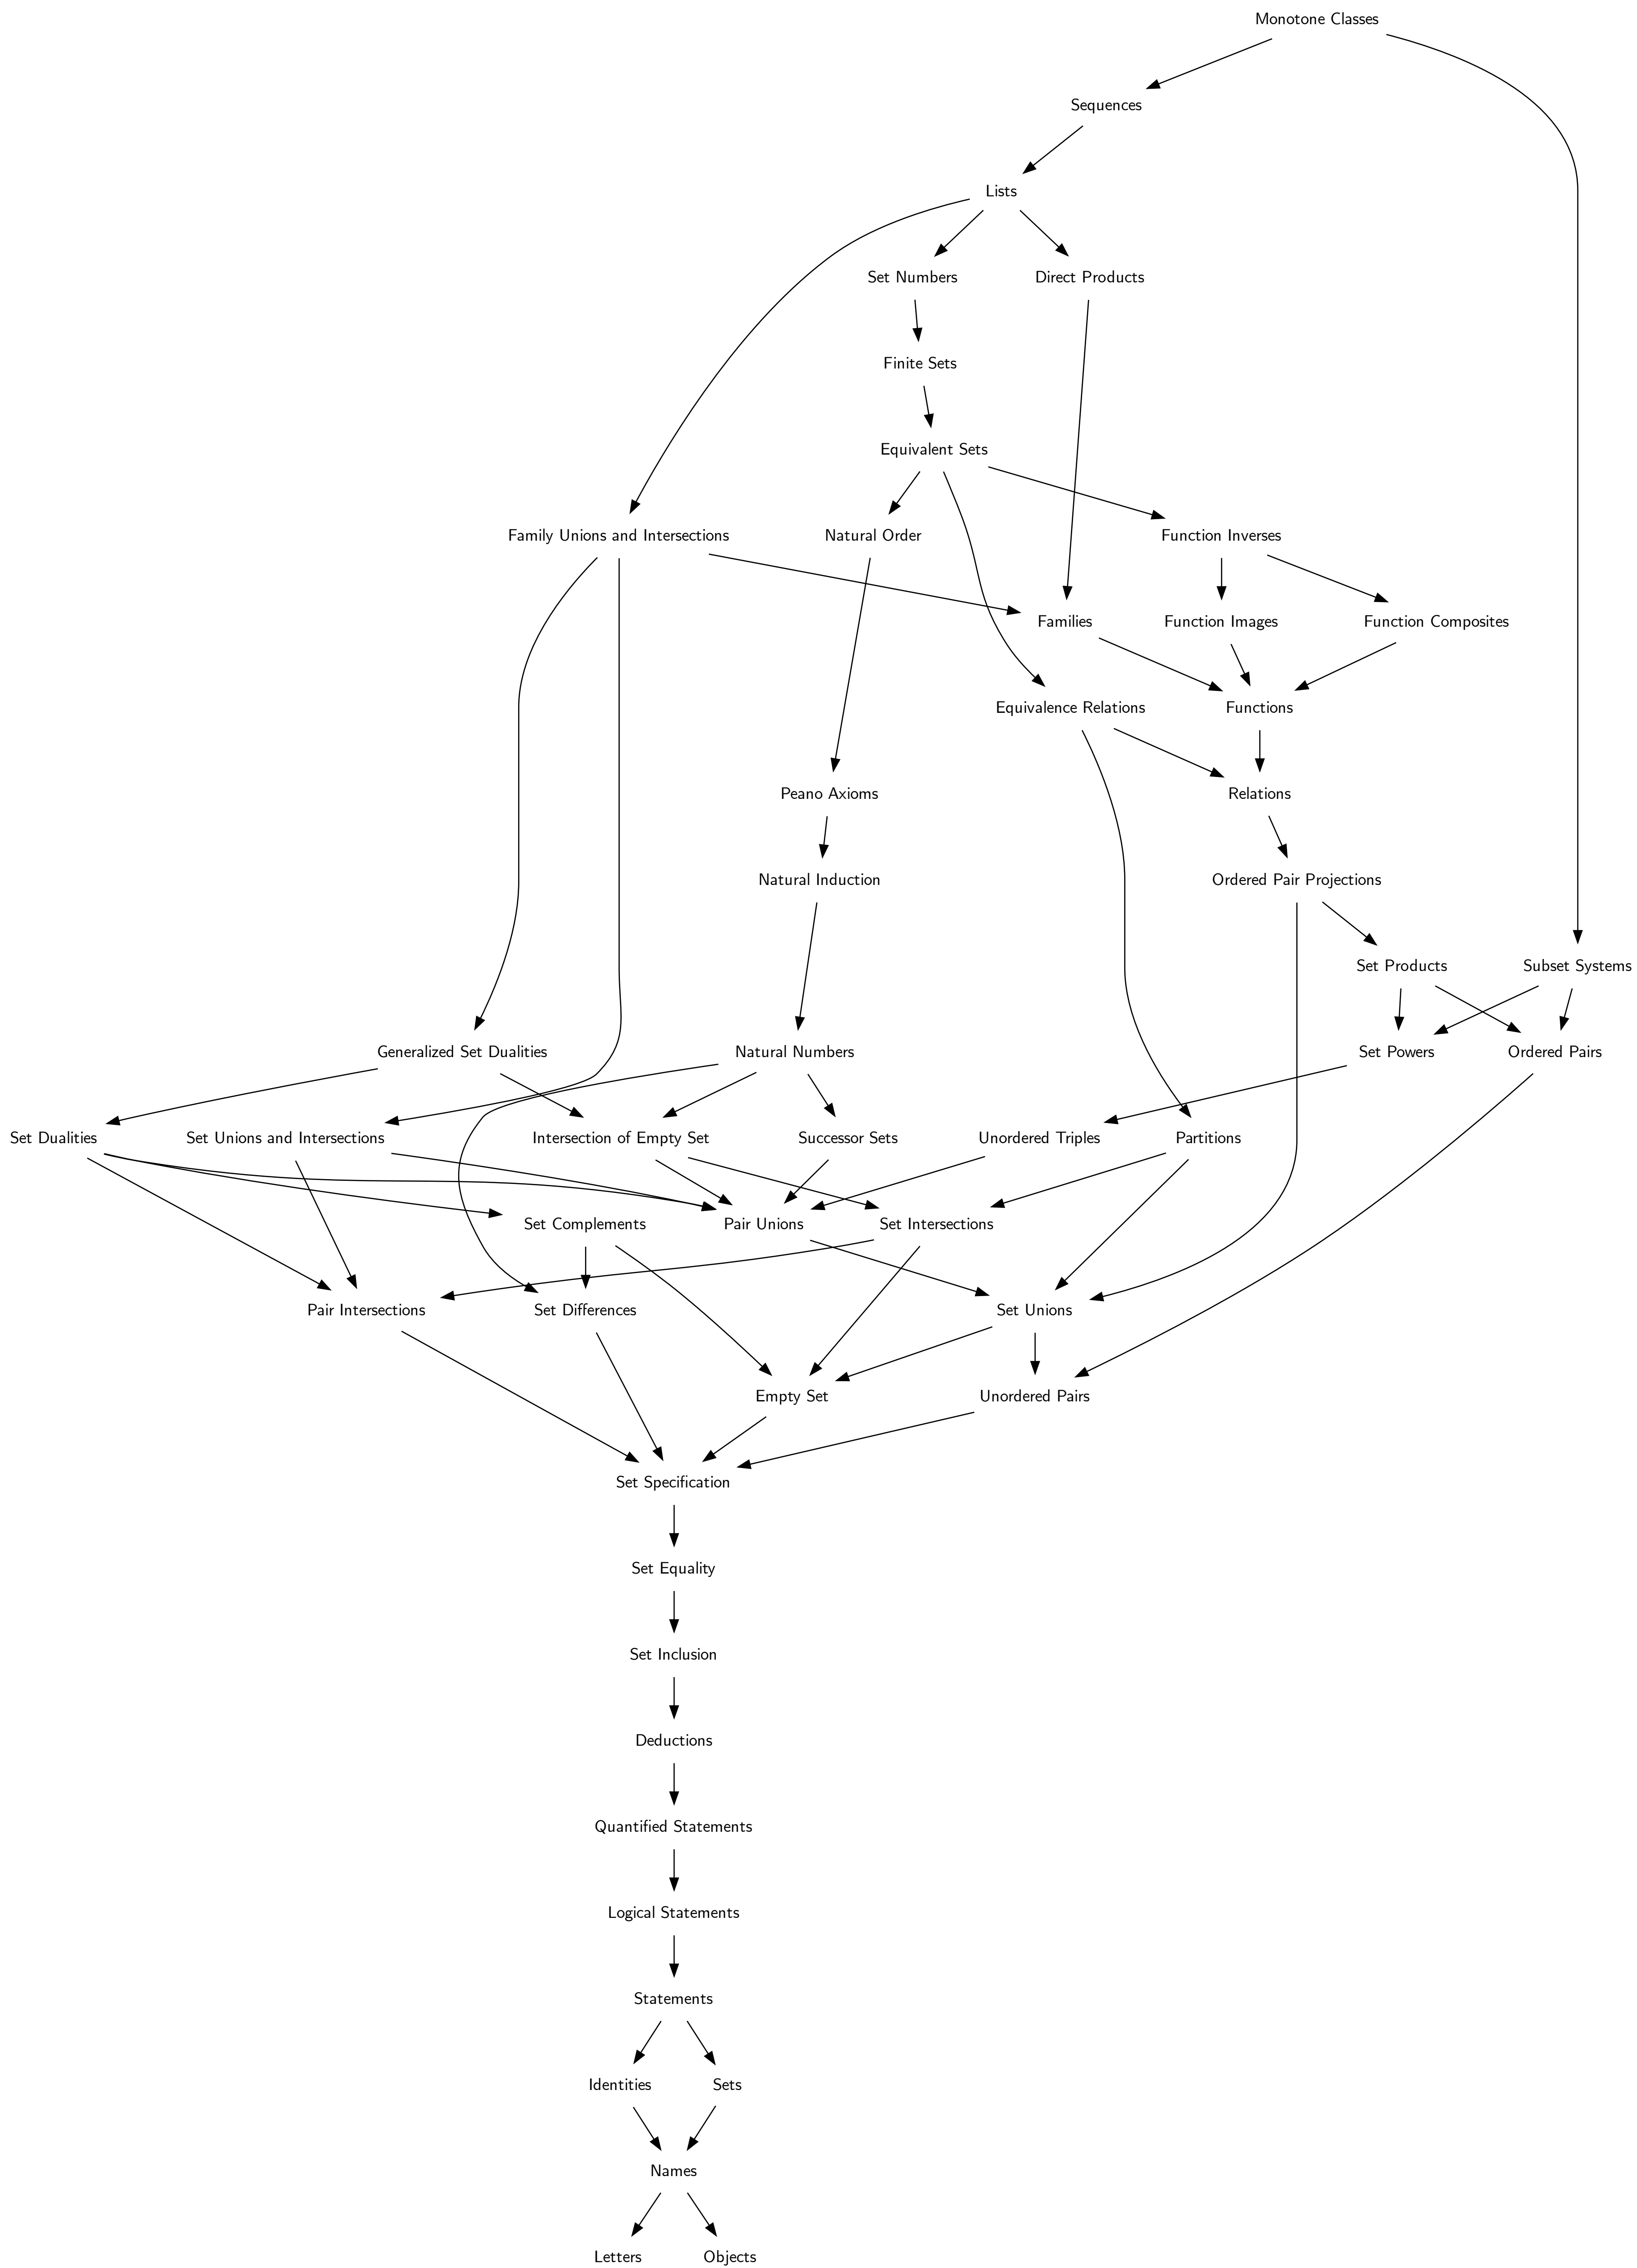 Monotone Classes
Sequences
Lists
Set Numbers
Direct Products
Finite Sets
Equivalent Sets
Family Unions and Intersections
Natural Order
Function Inverses
Families
Function Images
Function Composites
Equivalence Relations
Functions
Peano Axioms
Relations
Natural Induction
Ordered Pair Projections
Set Products
Subset Systems
Generalized Set Dualities
Natural Numbers
Set Powers
Ordered Pairs
Set Dualities
Set Unions and Intersections
Intersection of Empty Set
Successor Sets
Unordered Triples
Partitions
Set Complements
Pair Unions
Set Intersections
Pair Intersections
Set Differences
Set Unions
Empty Set
Unordered Pairs
Set Specification
Set Equality
Set Inclusion
Deductions
Quantified Statements
Logical Statements
Statements
Identities
Sets
Names
Letters
Objects